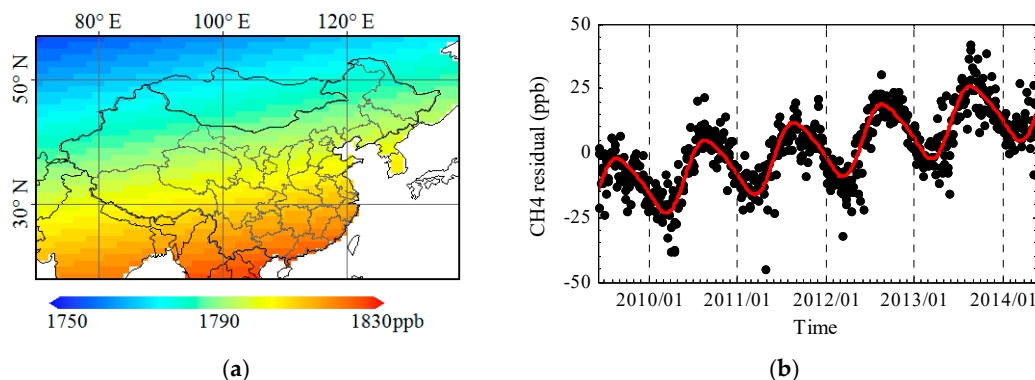 80° E 100° E 120° E
50° N
30° N
1750 1790 1830ppb
(a)
CH4 residual (ppb)
50
25
0
-25
-50
2010/01 2011/01 2012/01 2013/01 2014/01
Time
(b)